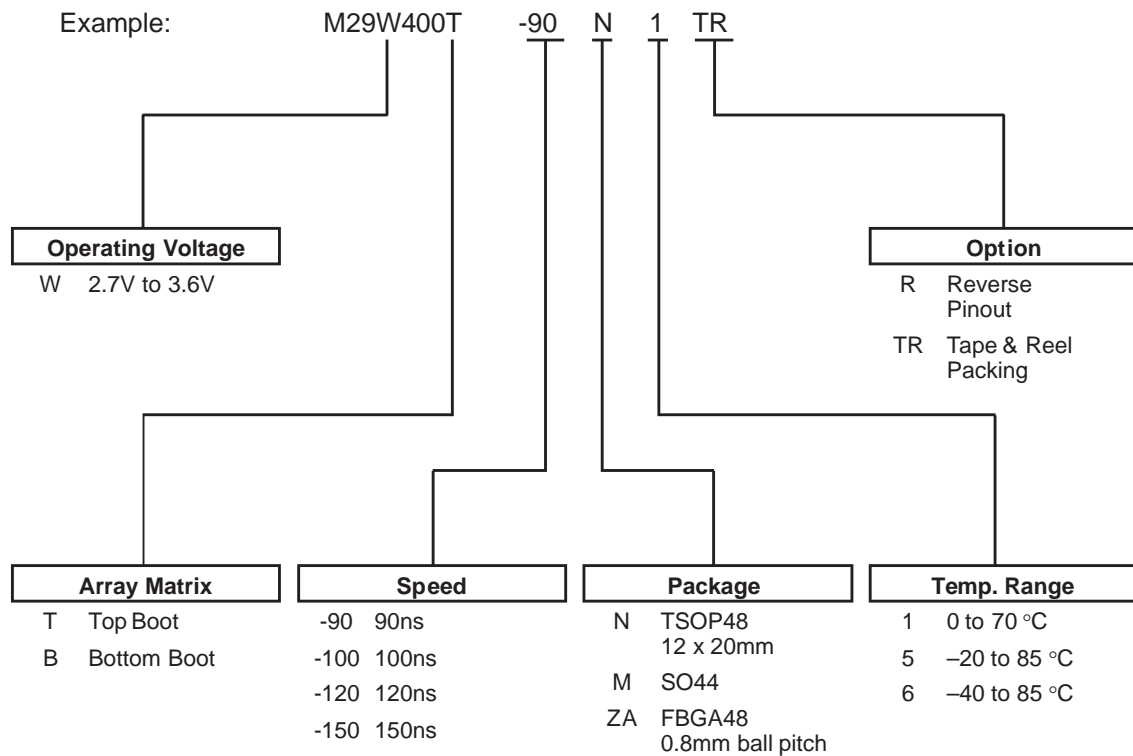 Example: M29W400T -90 N 1 TR
Operating Voltage
W 2.7V to 3.6V
Option
R Reverse
Pinout
TR Tape & Reel
Packing
Array Matrix
T Top Boot
B Bottom Boot
Speed
-90 90ns
-100 100ns
-120 120ns
-150 150ns
Package
N TSOP48
12 x 20mm
M SO44
ZA FBGA48
0.8mm ball pitch
Temp. Range
1 0 to 70 °C
5 –20 to 85 °C
6 –40 to 85 °C